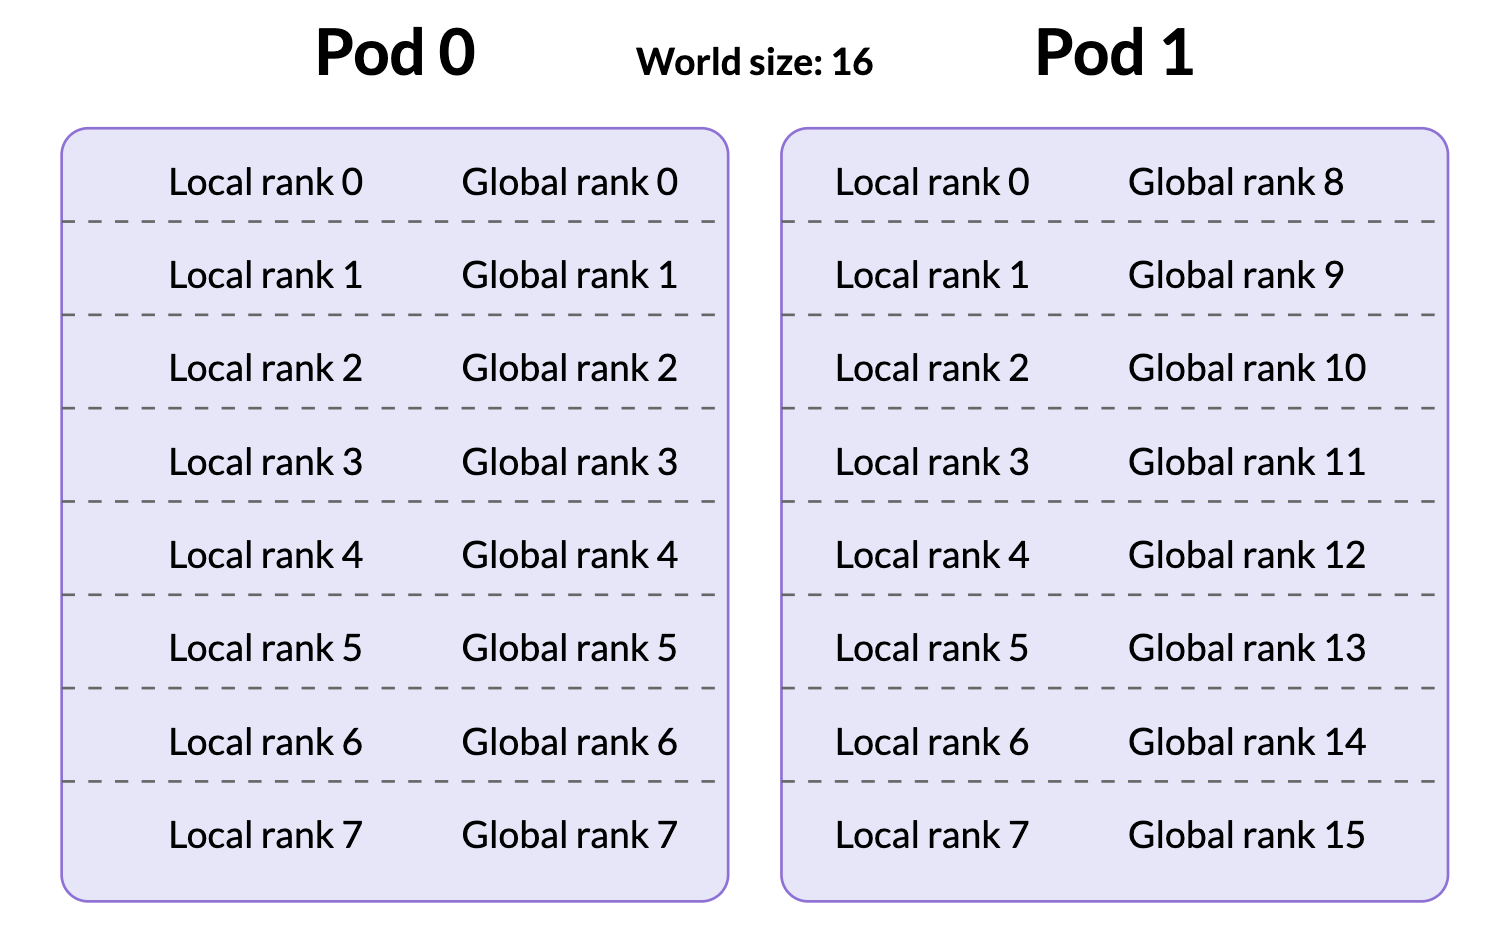 Pod 0
World size: 16
Pod 1
Local rank 0 Global rank 0
Local rank 1 Global rank 1
Local rank 2 Global rank 2
Local rank 3 Global rank 3
Local rank 4 Global rank 4
Local rank 5 Global rank 5
Local rank 6 Global rank 6
Local rank 7 Global rank 7
Local rank 0 Global rank 8
Local rank 1 Global rank 9
Local rank 2 Global rank 10
Local rank 3 Global rank 11
Local rank 4 Global rank 12
Local rank 5 Global rank 13
Local rank 6 Global rank 14
Local rank 7 Global rank 15